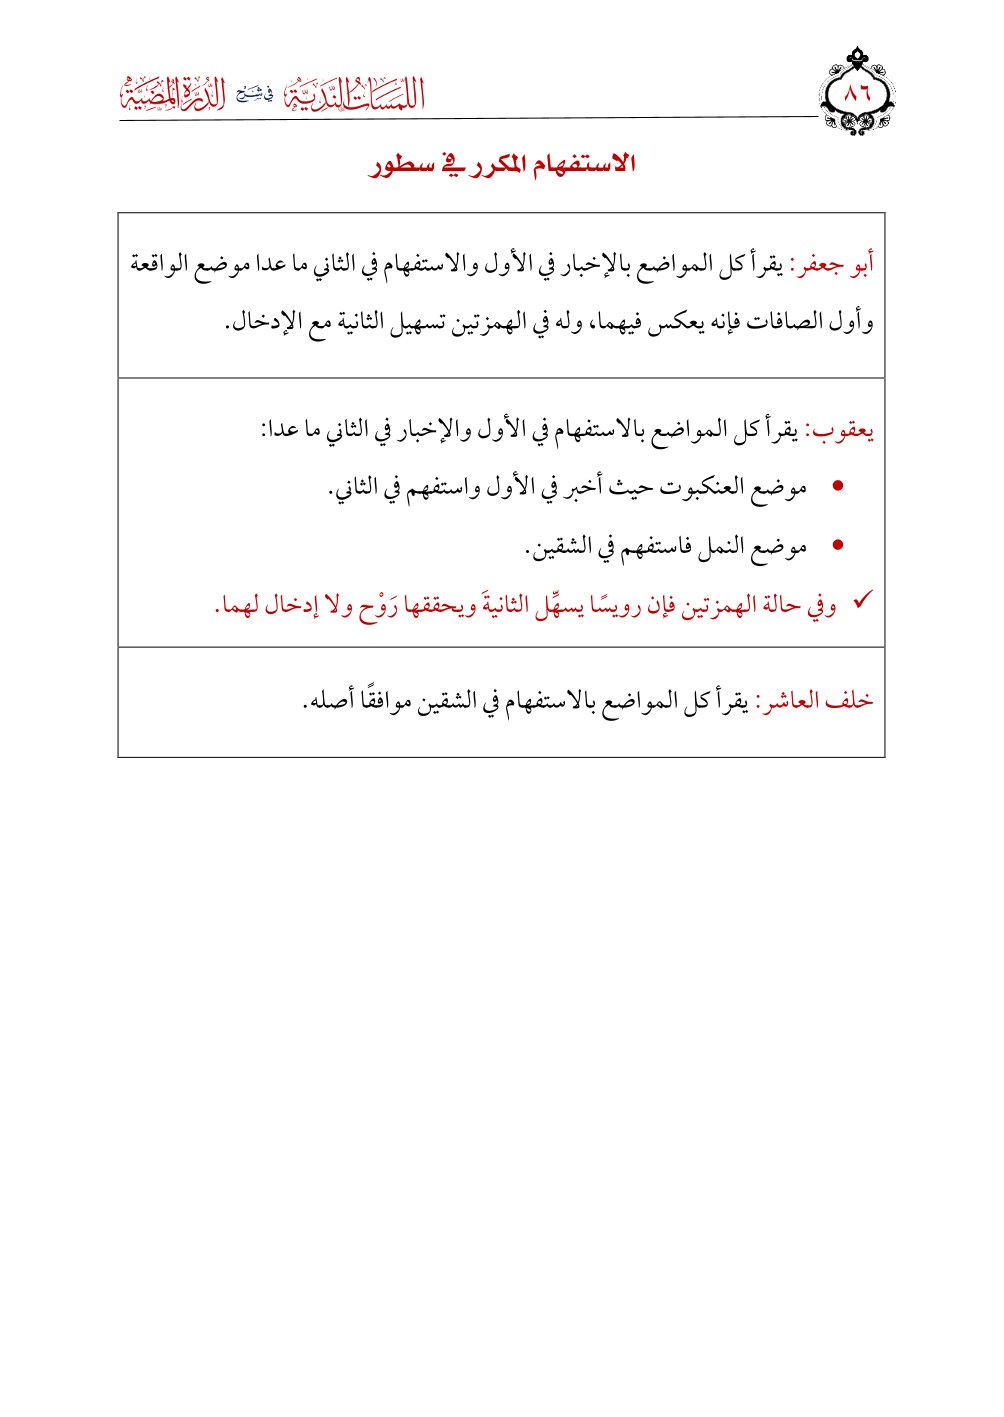 ٨٦
اللمسات النَّدِيَّة في شَرْح الدُّرَّة المُضِيَّة
الاستفهام المكرر في سطور
أبو جعفر: يقرأ كل المواضع بالإخبار في الأول والاستفهام في الثاني ما عدا موضع الواقعة
وأول الصافات فإنه يعكس فيهما، وله في الهمزتين تسهيل الثانية مع الإدخال.
يعقوب: يقرأ كل المواضع بالاستفهام في الأول والإخبار في الثاني ما عدا:
• موضع العنكبوت حيث أخبر في الأول واستفهم في الثاني.
• موضع النمل فاستفهم في الشقين.
✓ وفي حالة الهمزتين فإن رويسًا يسهِّل الثانيةَ ويحققها رَوْح ولا إدخال لهما.
خلف العاشر: يقرأ كل المواضع بالاستفهام في الشقين موافقًا أصله.